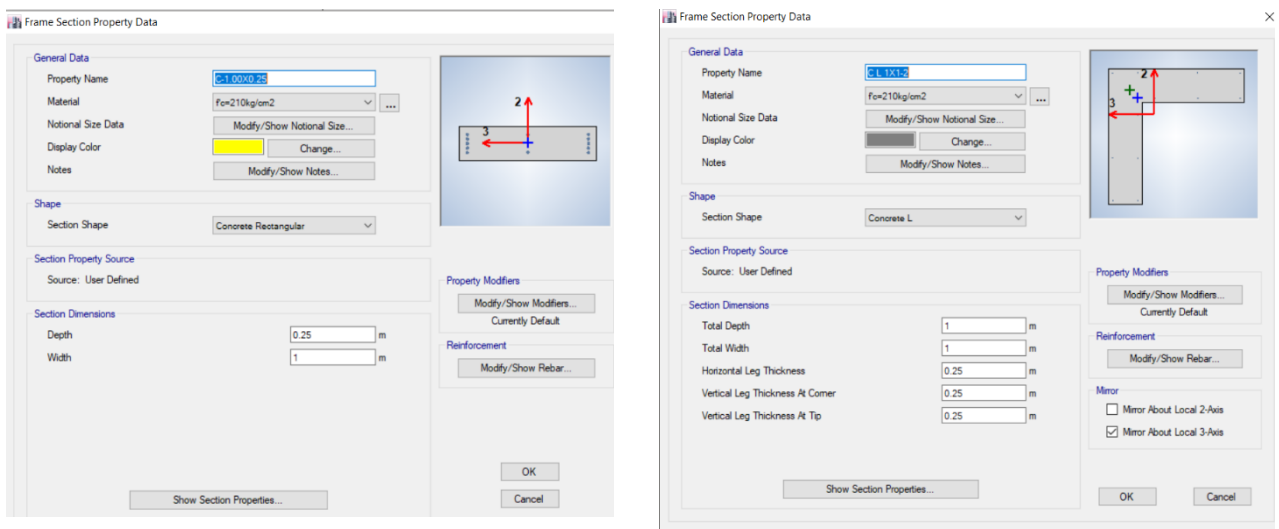 Frame Section Property Data
General Data
Property Name C-1.00X0.25
Material f'c=210kg/cm2 ...
Notional Size Data Modify/Show Notional Size...
Display Color Change...
Notes Modify/Show Notes...
2
3
Shape
Section Shape Concrete Rectangular
Section Property Source
Source: User Defined
Property Modifiers
Modify/Show Modifiers...
Currently Default
Section Dimensions
Depth 0.25 m
Width 1 m
Reinforcement
Modify/Show Rebar...
OK
Show Section Properties...
Cancel
Frame Section Property Data
General Data
Property Name C L 1X1-2
Material f'c=210kg/cm2 ...
Notional Size Data Modify/Show Notional Size...
Display Color Change...
Notes Modify/Show Notes...
2
3
Shape
Section Shape Concrete L
Section Property Source
Source: User Defined
Property Modifiers
Modify/Show Modifiers...
Currently Default
Section Dimensions
Total Depth 1 m
Total Width 1 m
Horizontal Leg Thickness 0.25 m
Vertical Leg Thickness At Corner 0.25 m
Vertical Leg Thickness At Tip 0.25 m
Reinforcement
Modify/Show Rebar...
Mirror
Mirror About Local 2-Axis
Mirror About Local 3-Axis
Show Section Properties...
OK
Cancel